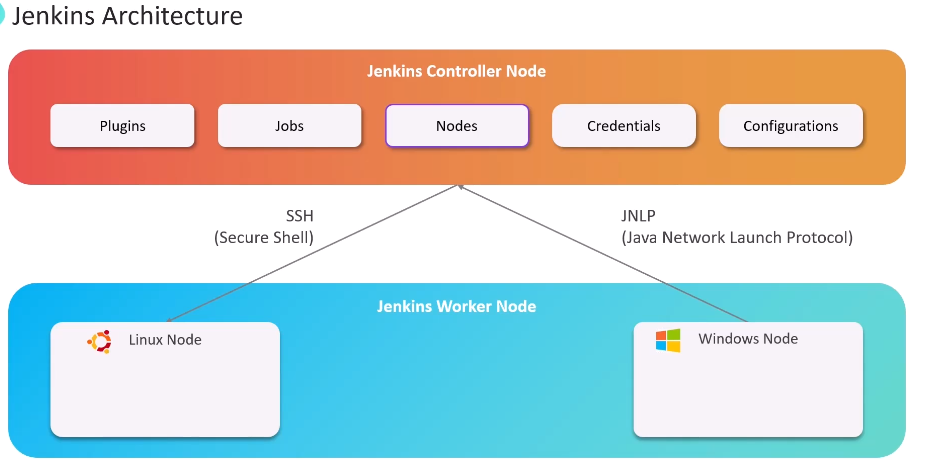 Jenkins Architecture
Jenkins Controller Node
Plugins
Jobs
Nodes
Credentials
Configurations
SSH
(Secure Shell)
JNLP
(Java Network Launch Protocol)
Jenkins Worker Node
Linux Node
Windows Node